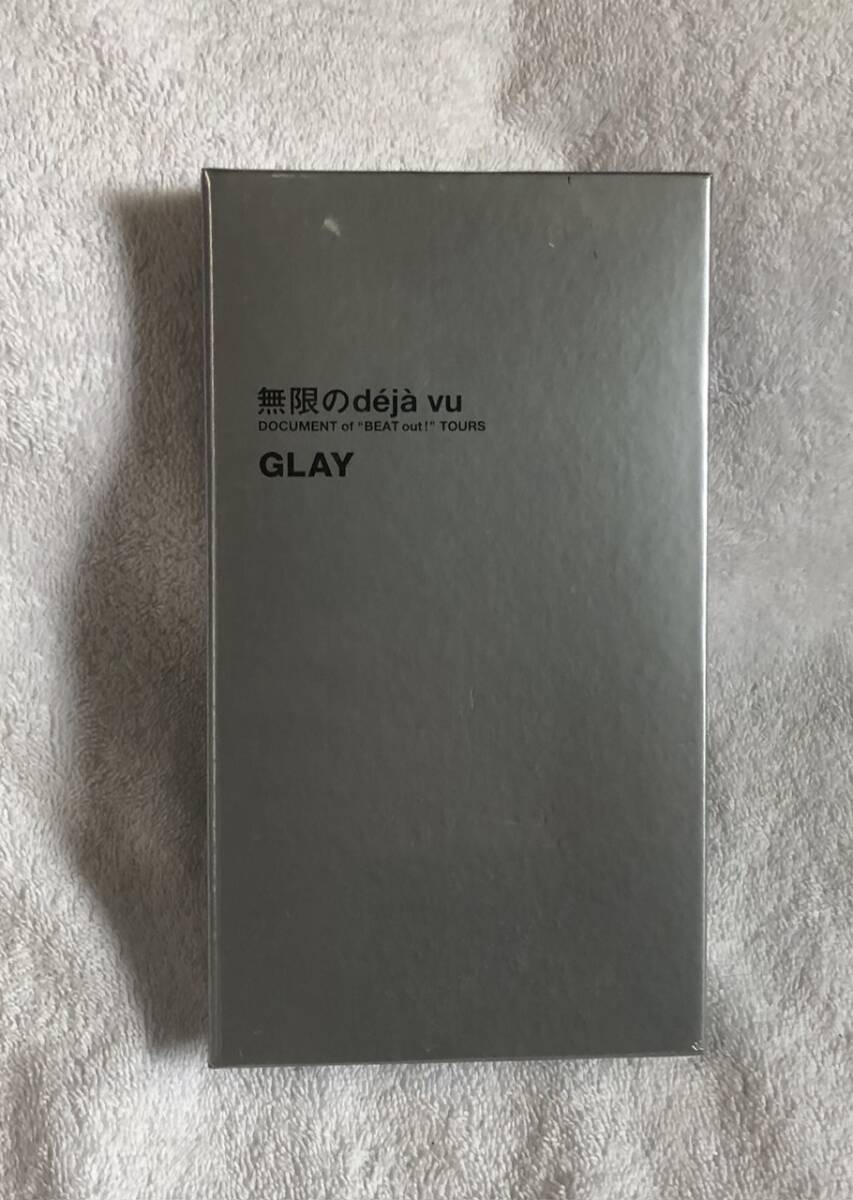 無限のdéjà vu
DOCUMENT of "BEAT out!" TOURS
GLAY